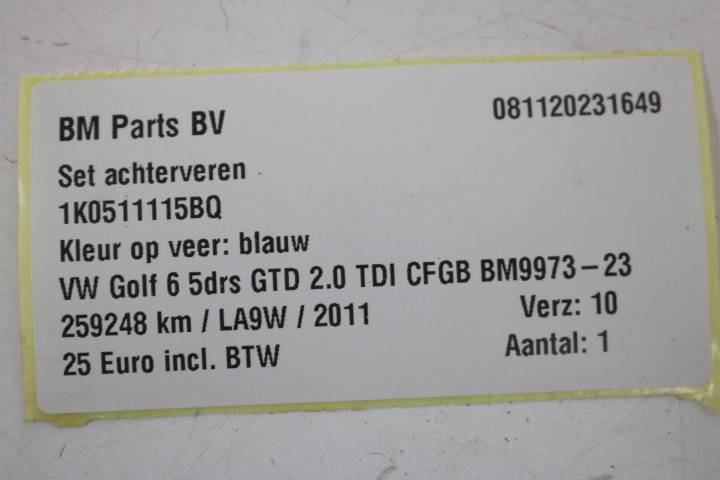 BM Parts BV 081120231649
Set achterveren
1K0511115BQ
Kleur op veer: blauw
VW Golf 6 5drs GTD 2.0 TDI CFGB BM9973-23
259248 km / LA9W / 2011 Verz: 10
25 Euro incl. BTW Aantal: 1